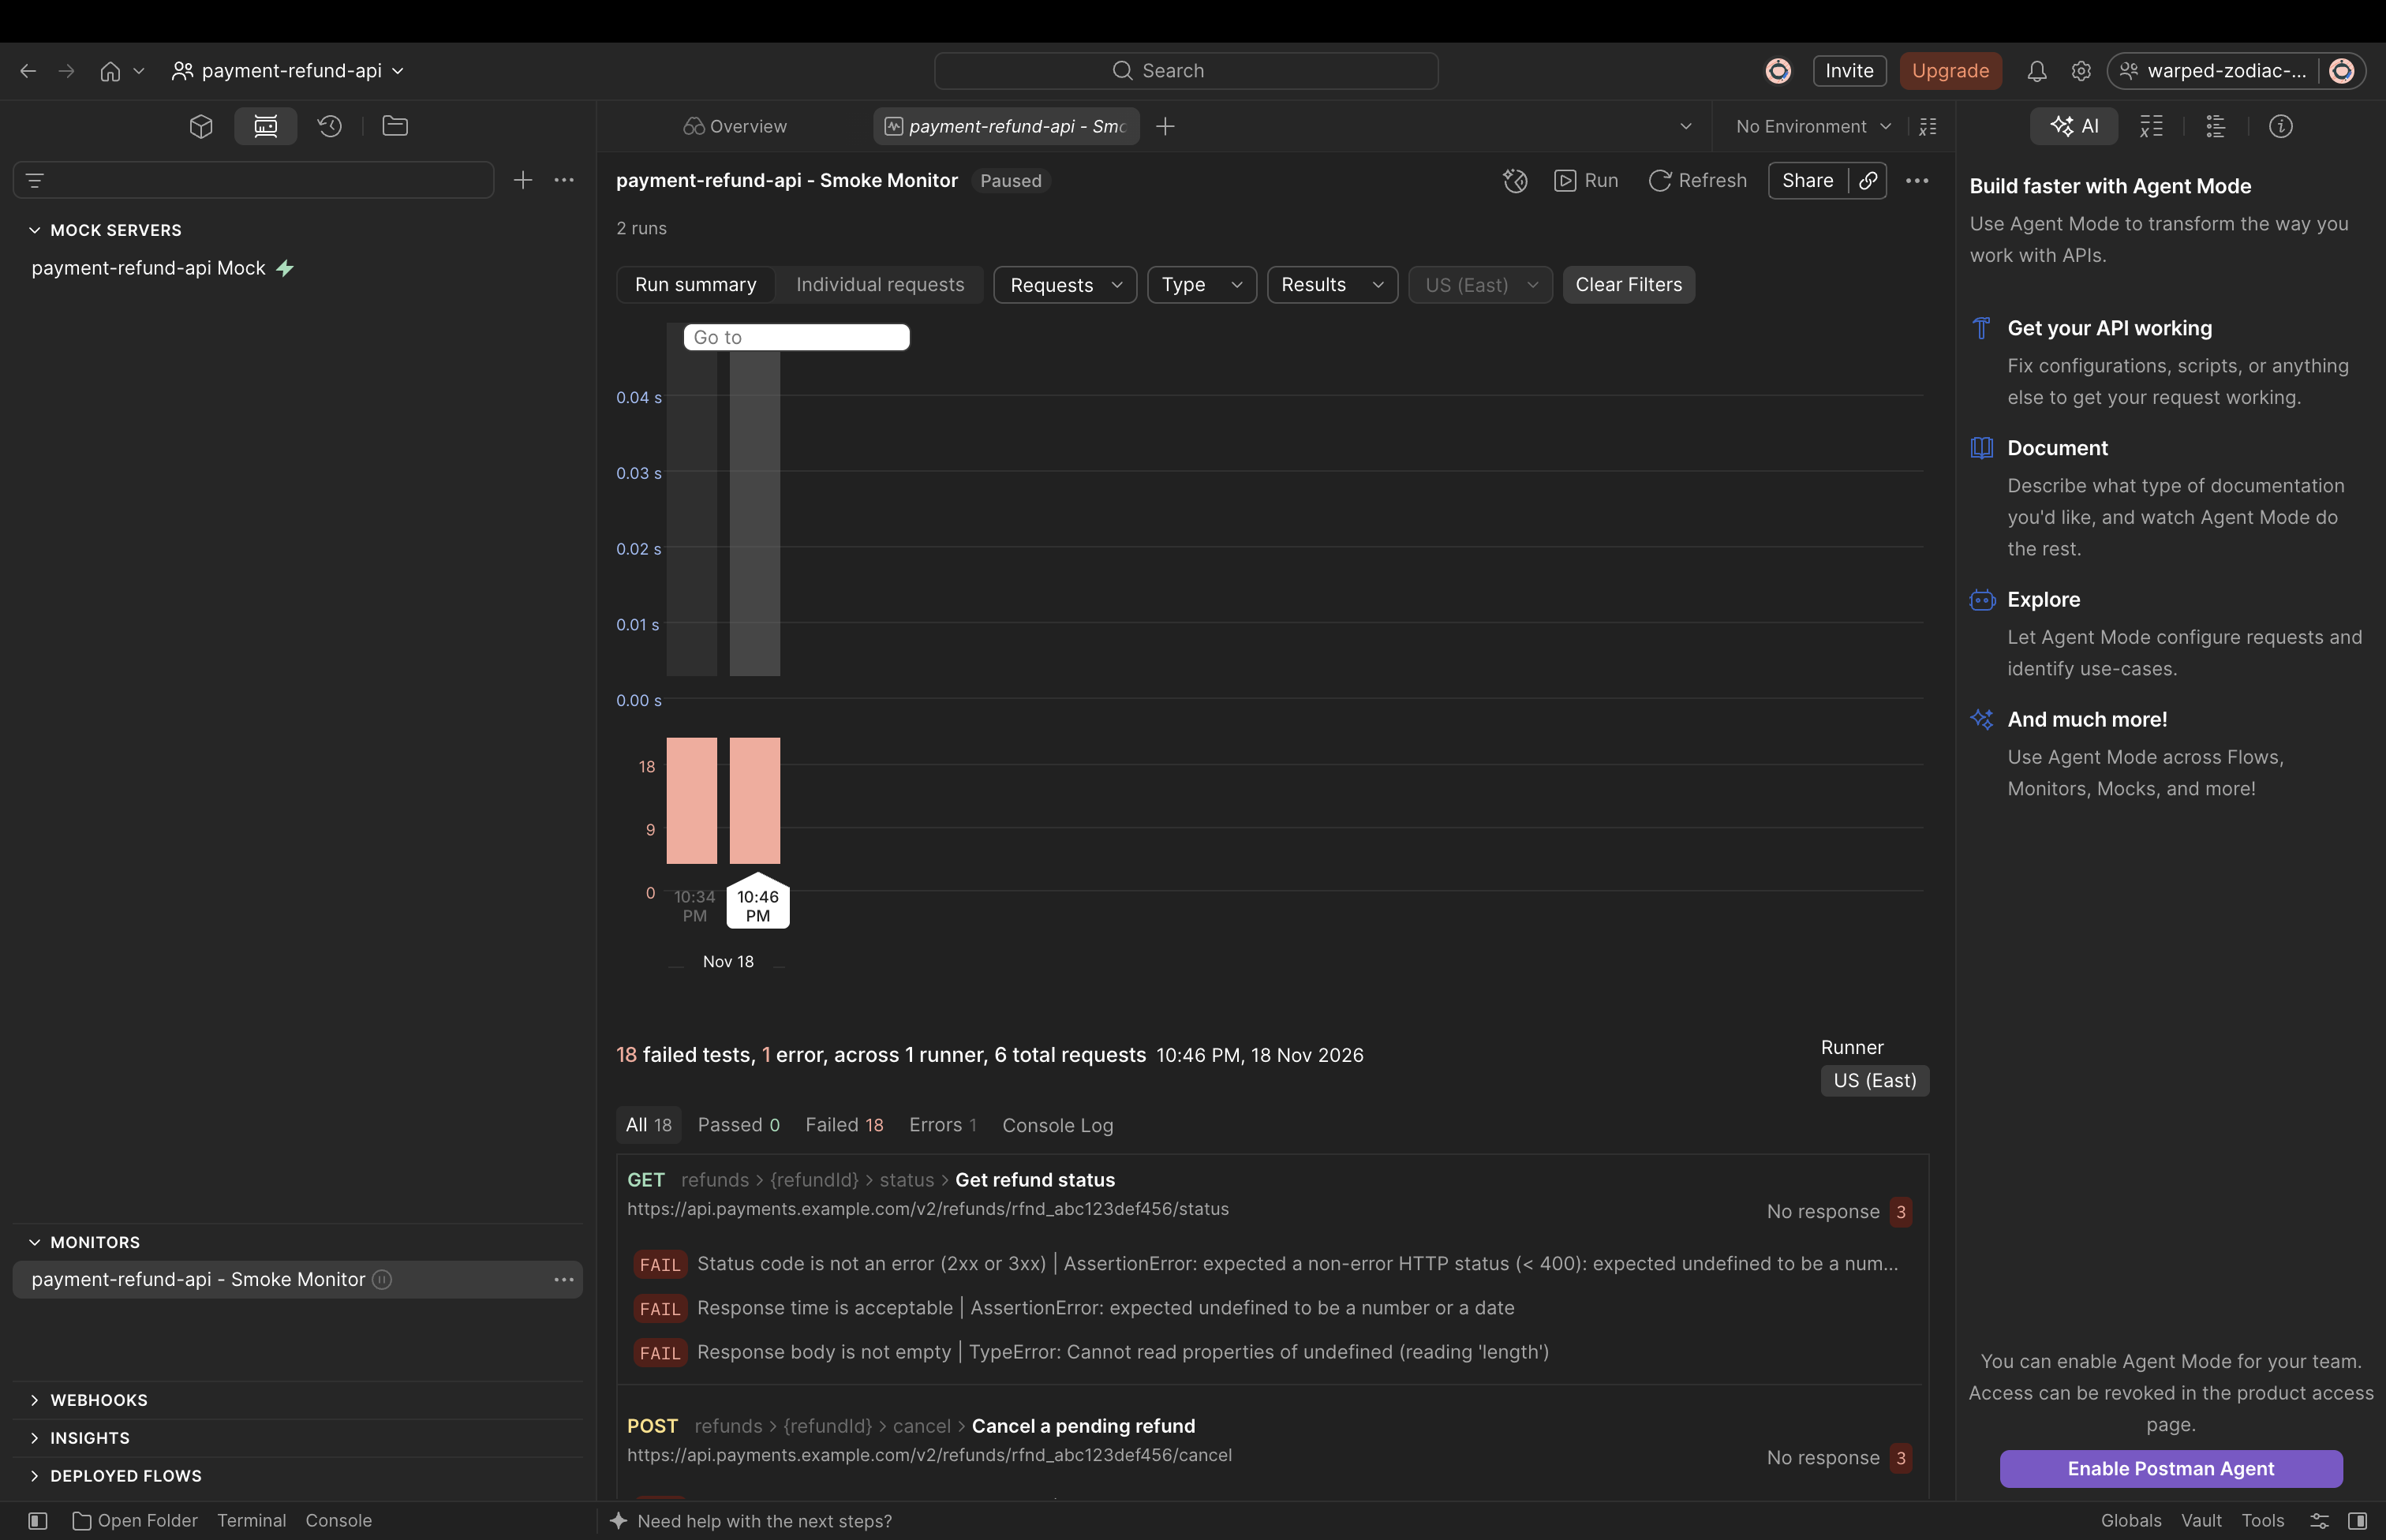 payment-refund-api
Search
Invite
Upgrade
warped-zodiac-...
Overview
payment-refund-api - Smo
No Environment
AI
payment-refund-api - Smoke Monitor
Paused
Run
Refresh
Share
2 runs
Run summary
Individual requests
Requests
Type
Results
US (East)
Clear Filters
Go to
0.04 s
0.03 s
0.02 s
0.01 s
0.00 s
18
9
0
10:34 PM
10:46 PM
Nov 18
18 failed tests, 1 error, across 1 runner, 6 total requests 10:46 PM, 18 Nov 2026
Runner
US (East)
All 18
Passed 0
Failed 18
Errors 1
Console Log
GET refunds > {refundId} > status > Get refund status
https://api.payments.example.com/v2/refunds/rfnd_abc123def456/status
No response 3
FAIL Status code is not an error (2xx or 3xx) | AssertionError: expected a non-error HTTP status (< 400): expected undefined to be a num...
FAIL Response time is acceptable | AssertionError: expected undefined to be a number or a date
FAIL Response body is not empty | TypeError: Cannot read properties of undefined (reading 'length')
POST refunds > {refundId} > cancel > Cancel a pending refund
https://api.payments.example.com/v2/refunds/rfnd_abc123def456/cancel
No response 3
MOCK SERVERS
payment-refund-api Mock
MONITORS
payment-refund-api - Smoke Monitor
WEBHOOKS
INSIGHTS
DEPLOYED FLOWS
Build faster with Agent Mode
Use Agent Mode to transform the way you
work with APIs.
Get your API working
Fix configurations, scripts, or anything
else to get your request working.
Document
Describe what type of documentation
you'd like, and watch Agent Mode do
the rest.
Explore
Let Agent Mode configure requests and
identify use-cases.
And much more!
Use Agent Mode across Flows,
Monitors, Mocks, and more!
You can enable Agent Mode for your team.
Access can be revoked in the product access
page.
Enable Postman Agent
Open Folder
Terminal
Console
Need help with the next steps?
Globals
Vault
Tools